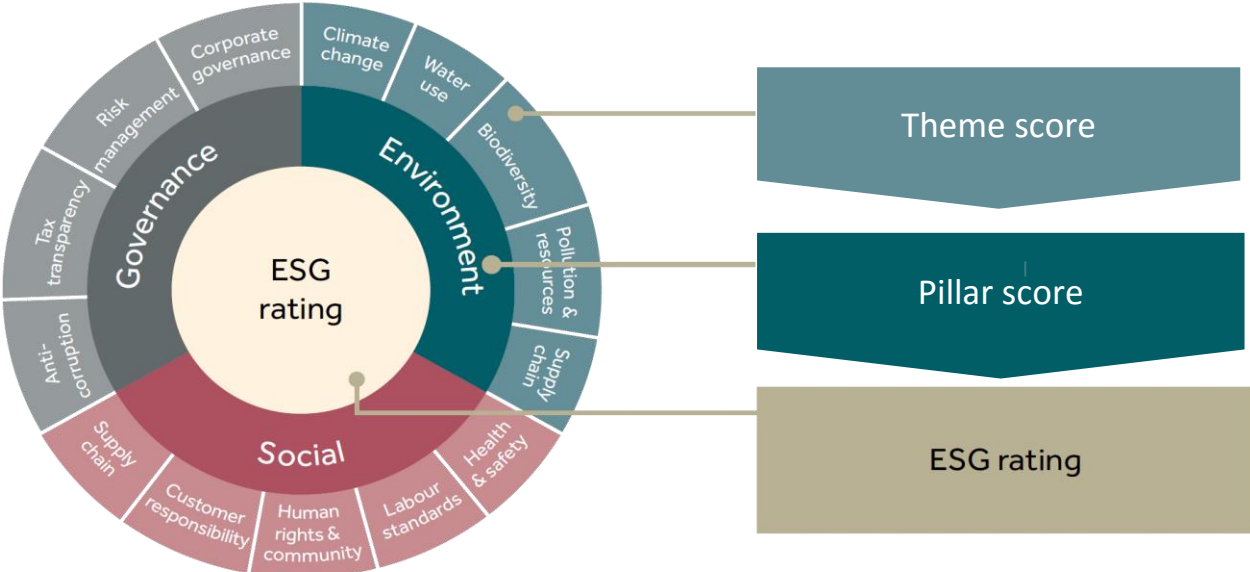 Climate
change
Water
use
Biodiversity
Pollution &
resources
Supply
chain
Health
& safety
Labour
standards
Human
rights &
community
Customer
responsibility
Supply
chain
Anti-
corruption
Tax
transparency
Risk
management
Corporate
governance
Environment
Social
Governance
ESG
rating
Theme score
Pillar score
ESG rating